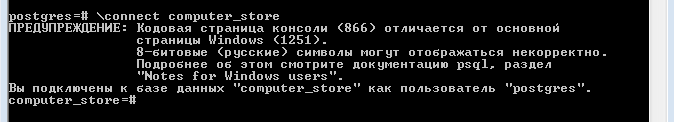 postgres=# \connect computer_store
ПРЕДУПРЕЖДЕНИЕ: Кодовая страница консоли (866) отличается от основной
страницы Windows (1251).
8-битовые (русские) символы могут отображаться некорректно.
Подробнее об этом смотрите документацию psql, раздел
"Notes for Windows users".
Вы подключены к базе данных "computer_store" как пользователь "postgres".
computer_store=#